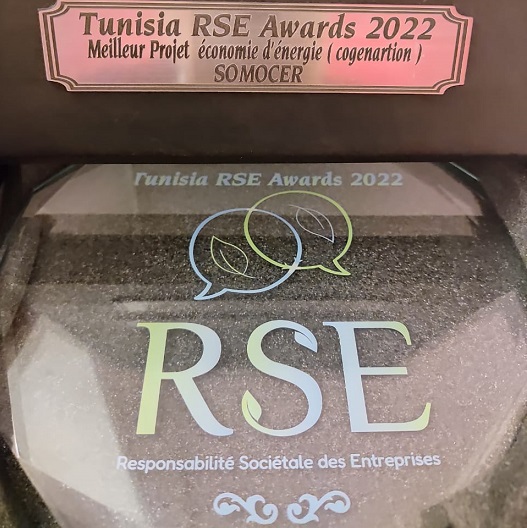 Tunisia RSE Awards 2022
Meilleur Projet économie d'énergie ( cogenartion )
SOMOCER
Tunisia RSE Awards 2022
RSE
Responsabilité Sociétale des Entreprises